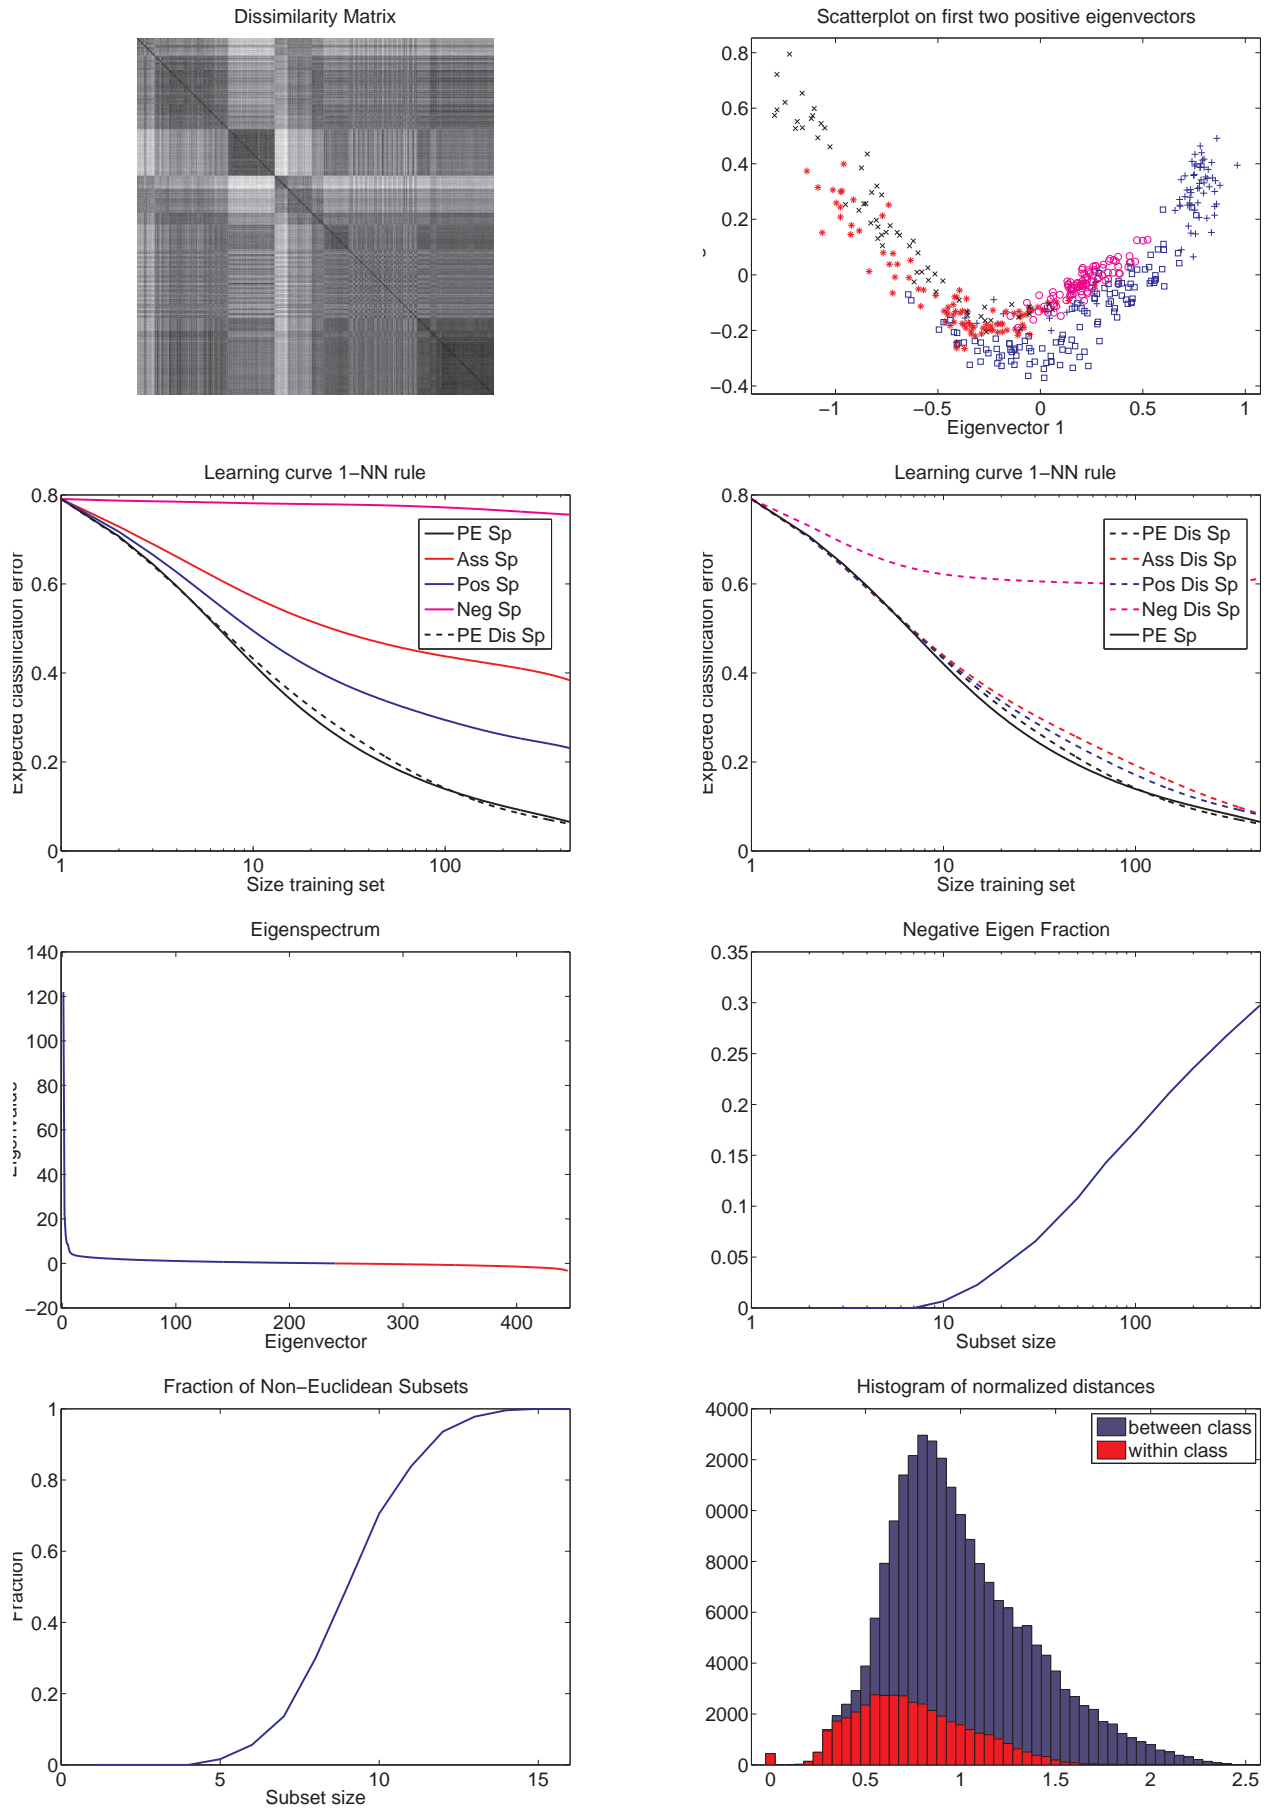 Dissimilarity Matrix
Scatterplot on first two positive eigenvectors
0.8
0.6
0.4
0.2
0
−0.2
−0.4
−1
−0.5
0
0.5
1
Eigenvector 1
Learning curve 1−NN rule
Expected classification error
0.8
0.6
0.4
0.2
0
PE Sp
Ass Sp
Pos Sp
Neg Sp
PE Dis Sp
1
10
100
Size training set
Learning curve 1−NN rule
Expected classification error
0.8
0.6
0.4
0.2
0
PE Dis Sp
Ass Dis Sp
Pos Dis Sp
Neg Dis Sp
PE Sp
1
10
100
Size training set
Eigenspectrum
Eigenvalue
140
120
100
80
60
40
20
0
−20
0
100
200
300
400
Eigenvector
Negative Eigen Fraction
0.35
0.3
0.25
0.2
0.15
0.1
0.05
0
1
10
100
Subset size
Fraction of Non−Euclidean Subsets
Fraction
1
0.8
0.6
0.4
0.2
0
0
5
10
15
Subset size
Histogram of normalized distances
between class
within class
4000
2000
0000
8000
6000
4000
2000
0
0
0.5
1
1.5
2
2.5